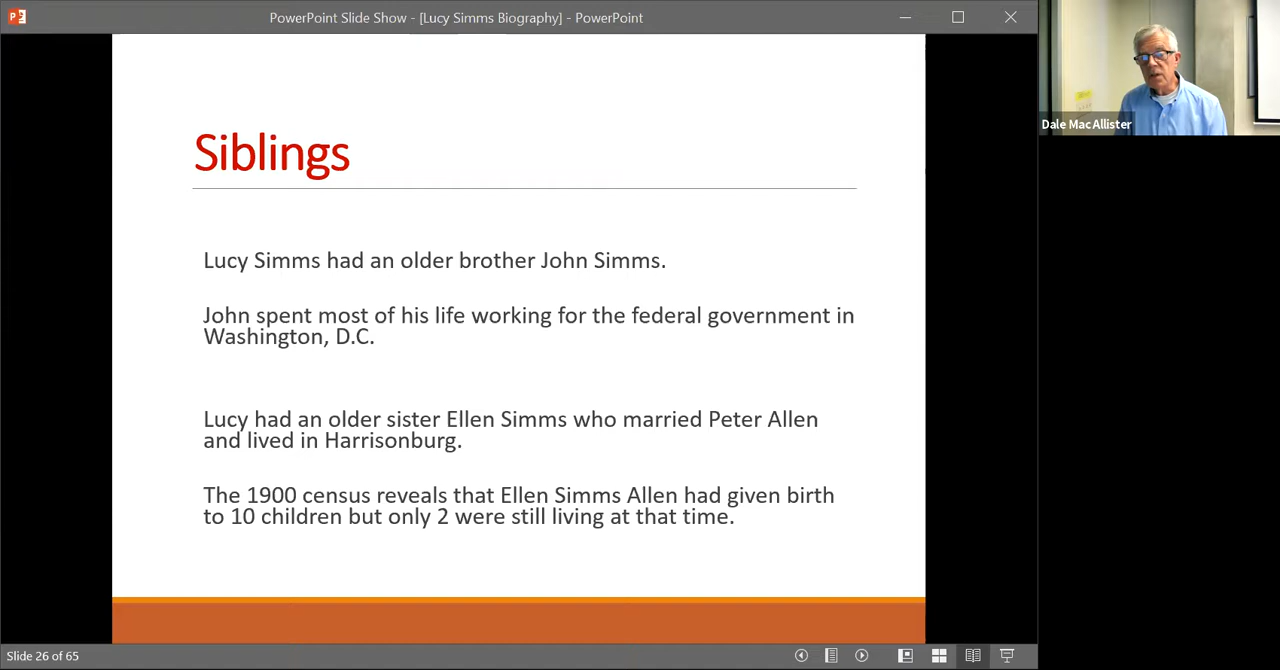 PowerPoint Slide Show - [Lucy Simms Biography] - PowerPoint
Dale Mac Allister
Siblings
Lucy Simms had an older brother John Simms.
John spent most of his life working for the federal government in
Washington, D.C.
Lucy had an older sister Ellen Simms who married Peter Allen
and lived in Harrisonburg.
The 1900 census reveals that Ellen Simms Allen had given birth
to 10 children but only 2 were still living at that time.
Slide 26 of 65